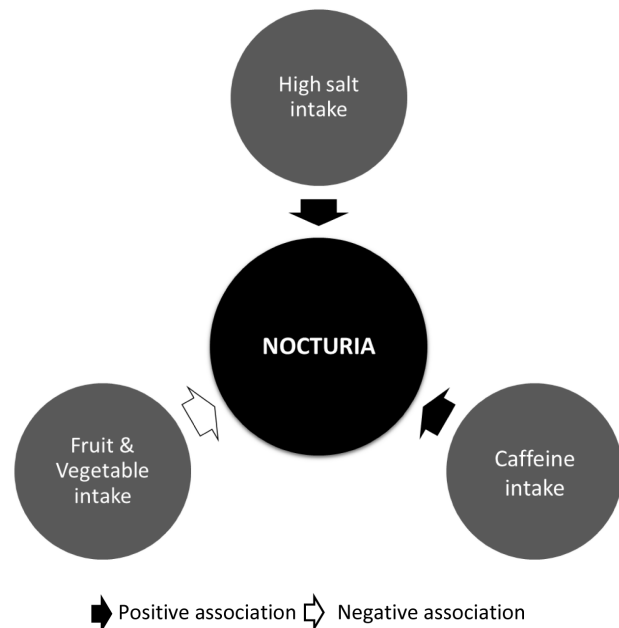 High salt
intake
NOCTURIA
Fruit &
Vegetable
intake
Caffeine
intake
Positive association Negative association